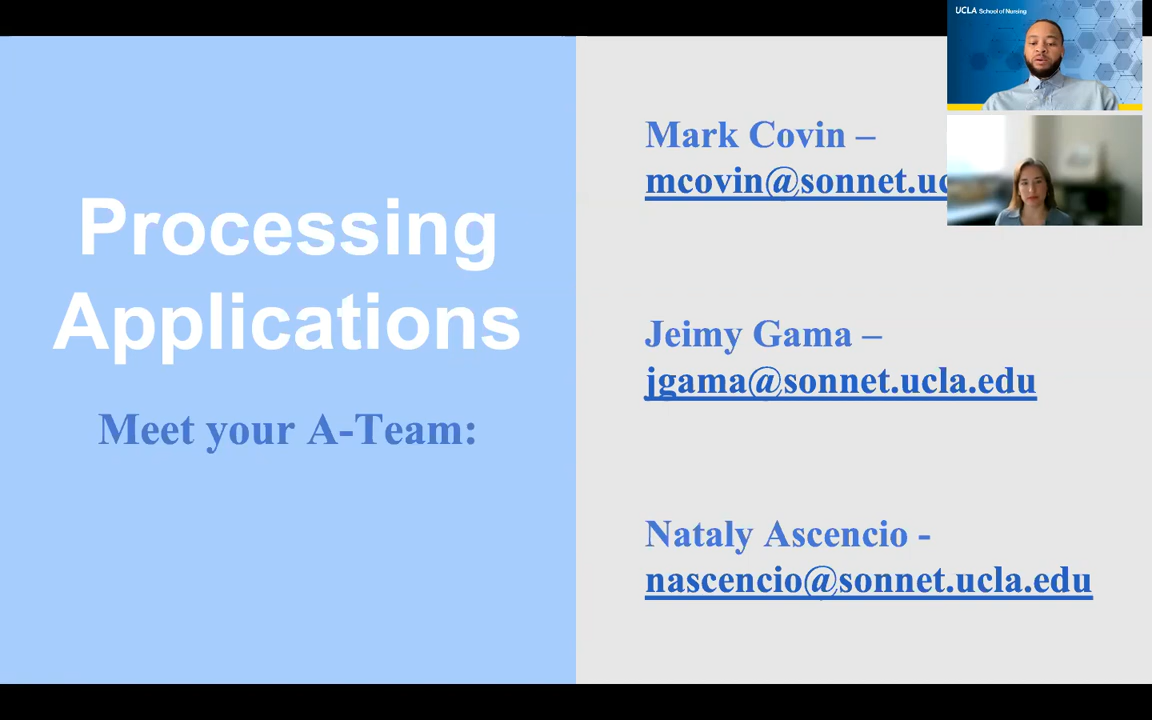 UCLA School of Nursing
Processing
Applications
Meet your A-Team:
Mark Covin –
mcovin@sonnet.uc
Jeimy Gama –
jgama@sonnet.ucla.edu
Nataly Ascencio -
nascencio@sonnet.ucla.edu